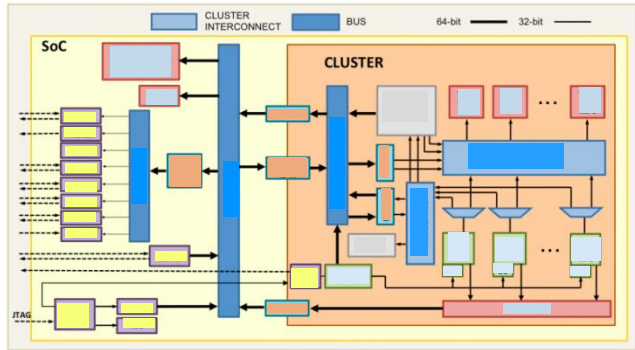 CLUSTER
INTERCONNECT
BUS
64-bit
32-bit
SoC
CLUSTER
...
...
JTAG